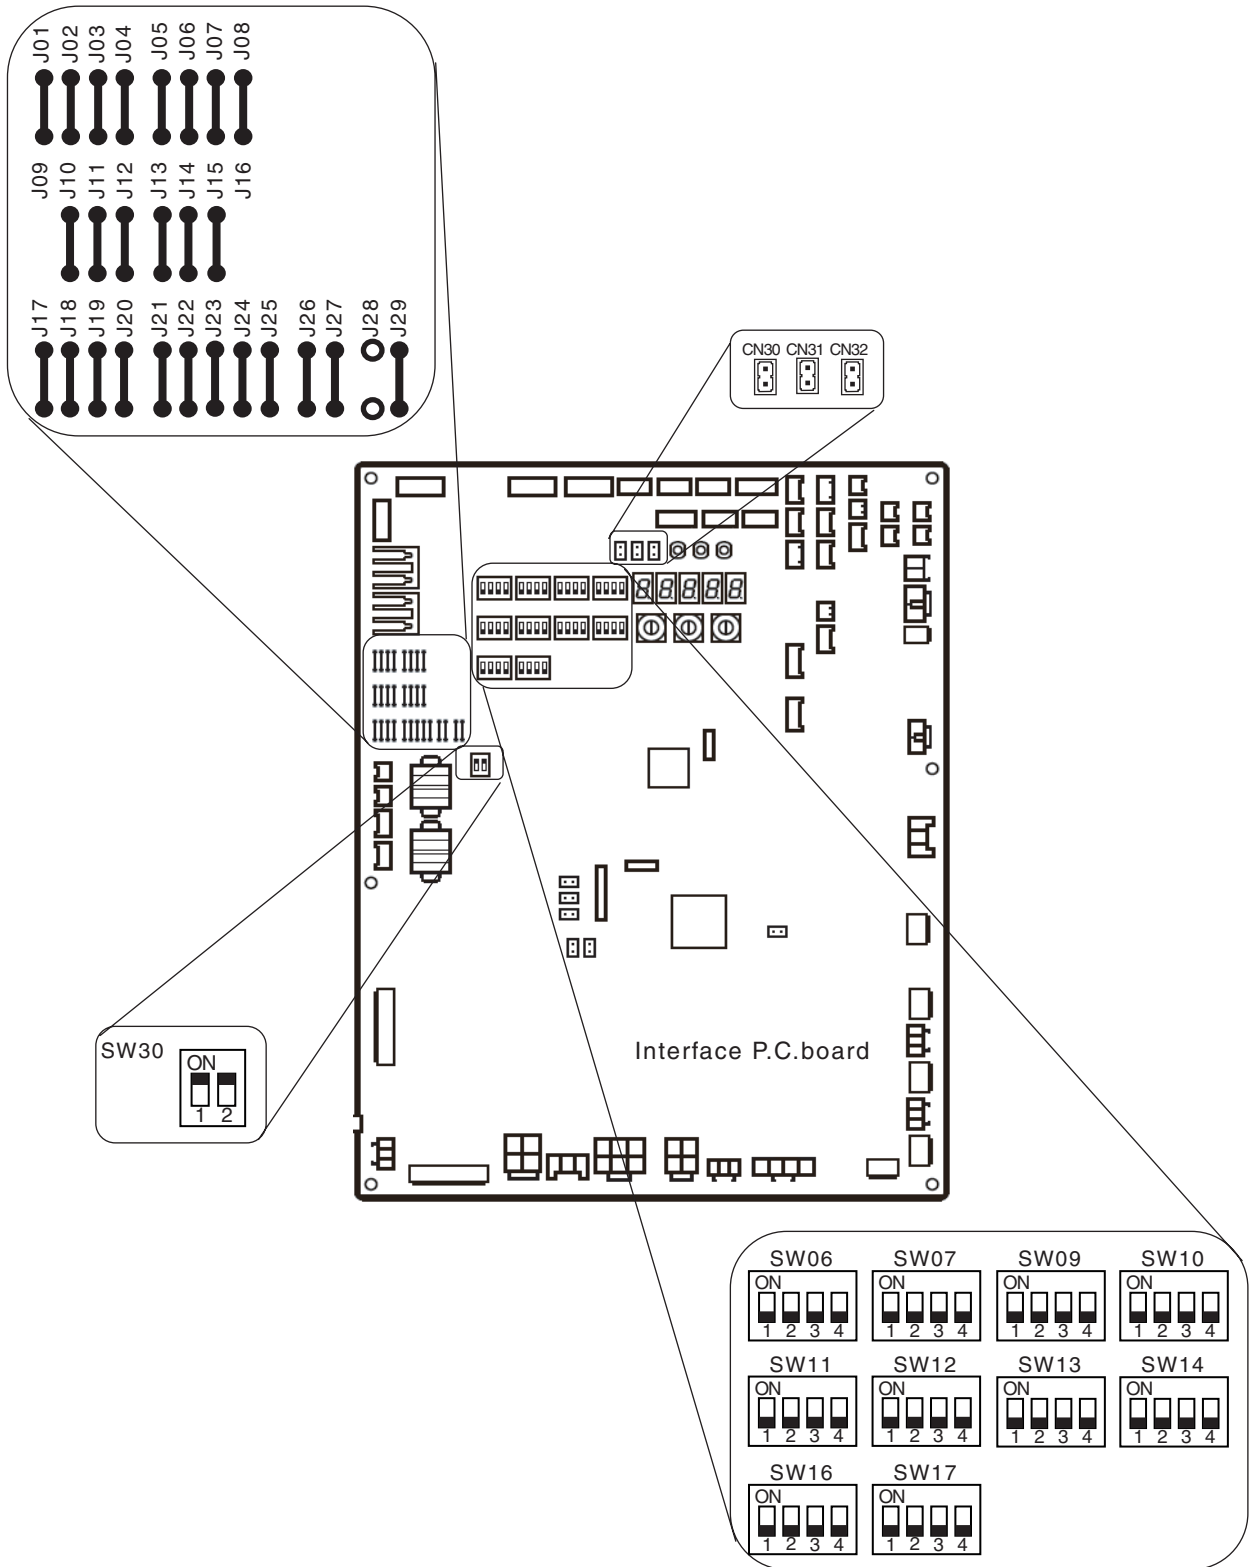 J01 J02 J03 J04 J05 J06 J07 J08
J09 J10 J11 J12 J13 J14 J15 J16
J17 J18 J19 J20 J21 J22 J23 J24 J25 J26 J27 J28 J29
CN30 CN31 CN32
8 8 8 8 8
SW30
ON
1 2
Interface P.C.board
SW06 SW07 SW09 SW10
ON ON ON ON
1 2 3 4 1 2 3 4 1 2 3 4 1 2 3 4
SW11 SW12 SW13 SW14
ON ON ON ON
1 2 3 4 1 2 3 4 1 2 3 4 1 2 3 4
SW16 SW17
ON ON
1 2 3 4 1 2 3 4